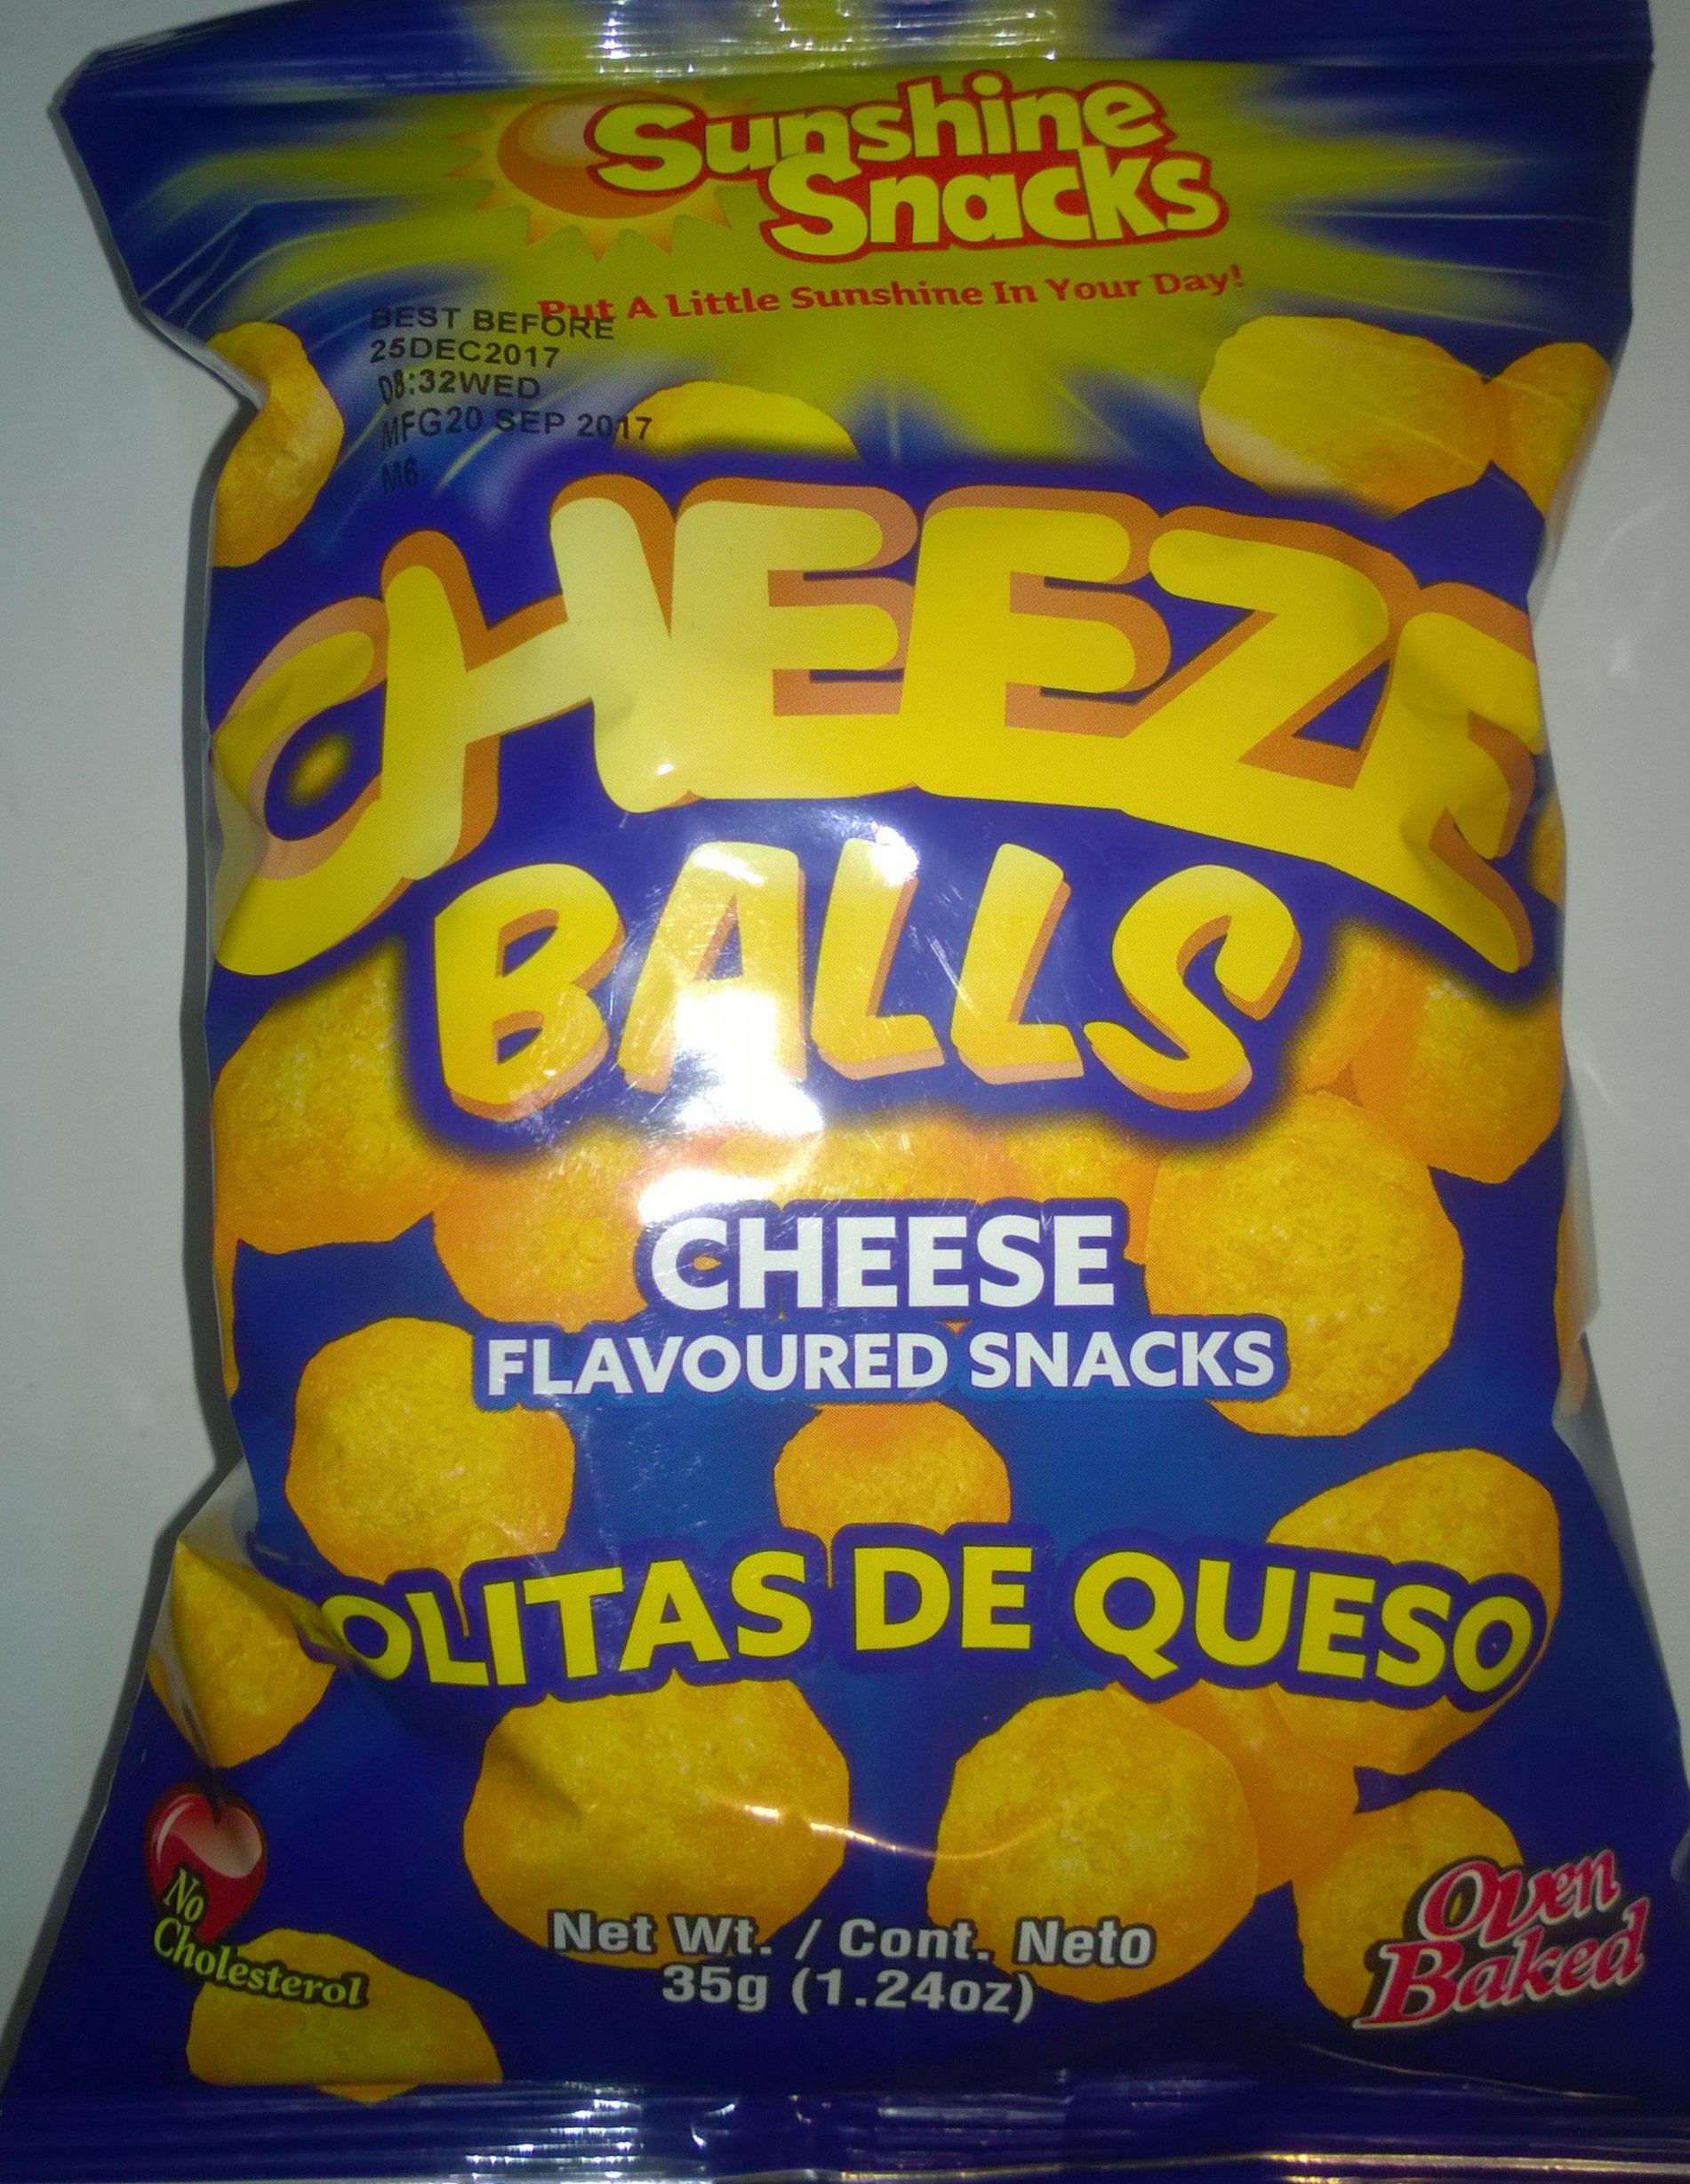 Sunshine
Snacks
Put A Little Sunshine In Your Day!
BEST BEFORE
25DEC2017
08:32WED
MFG20 SEP 2017
M6
CHEEZE
BALLS
CHEESE
FLAVOURED SNACKS
OLITAS DE QUESO
No
Cholesterol
Net Wt. / Cont. Neto
35g (1.24oz)
Oven
Baked